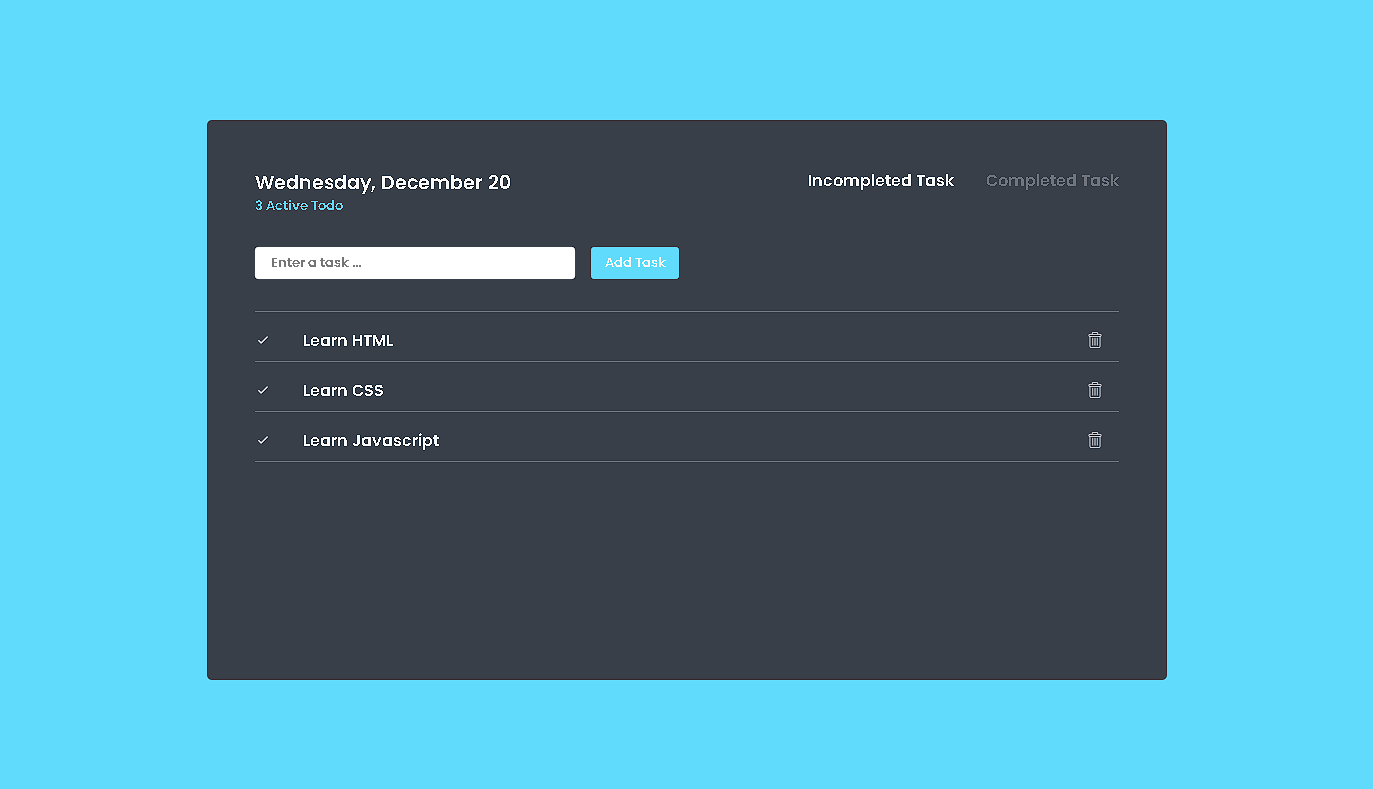 Wednesday, December 20
3 Active Todo
Incompleted Task
Completed Task
Enter a task ...
Add Task
Learn HTML
Learn CSS
Learn Javascript